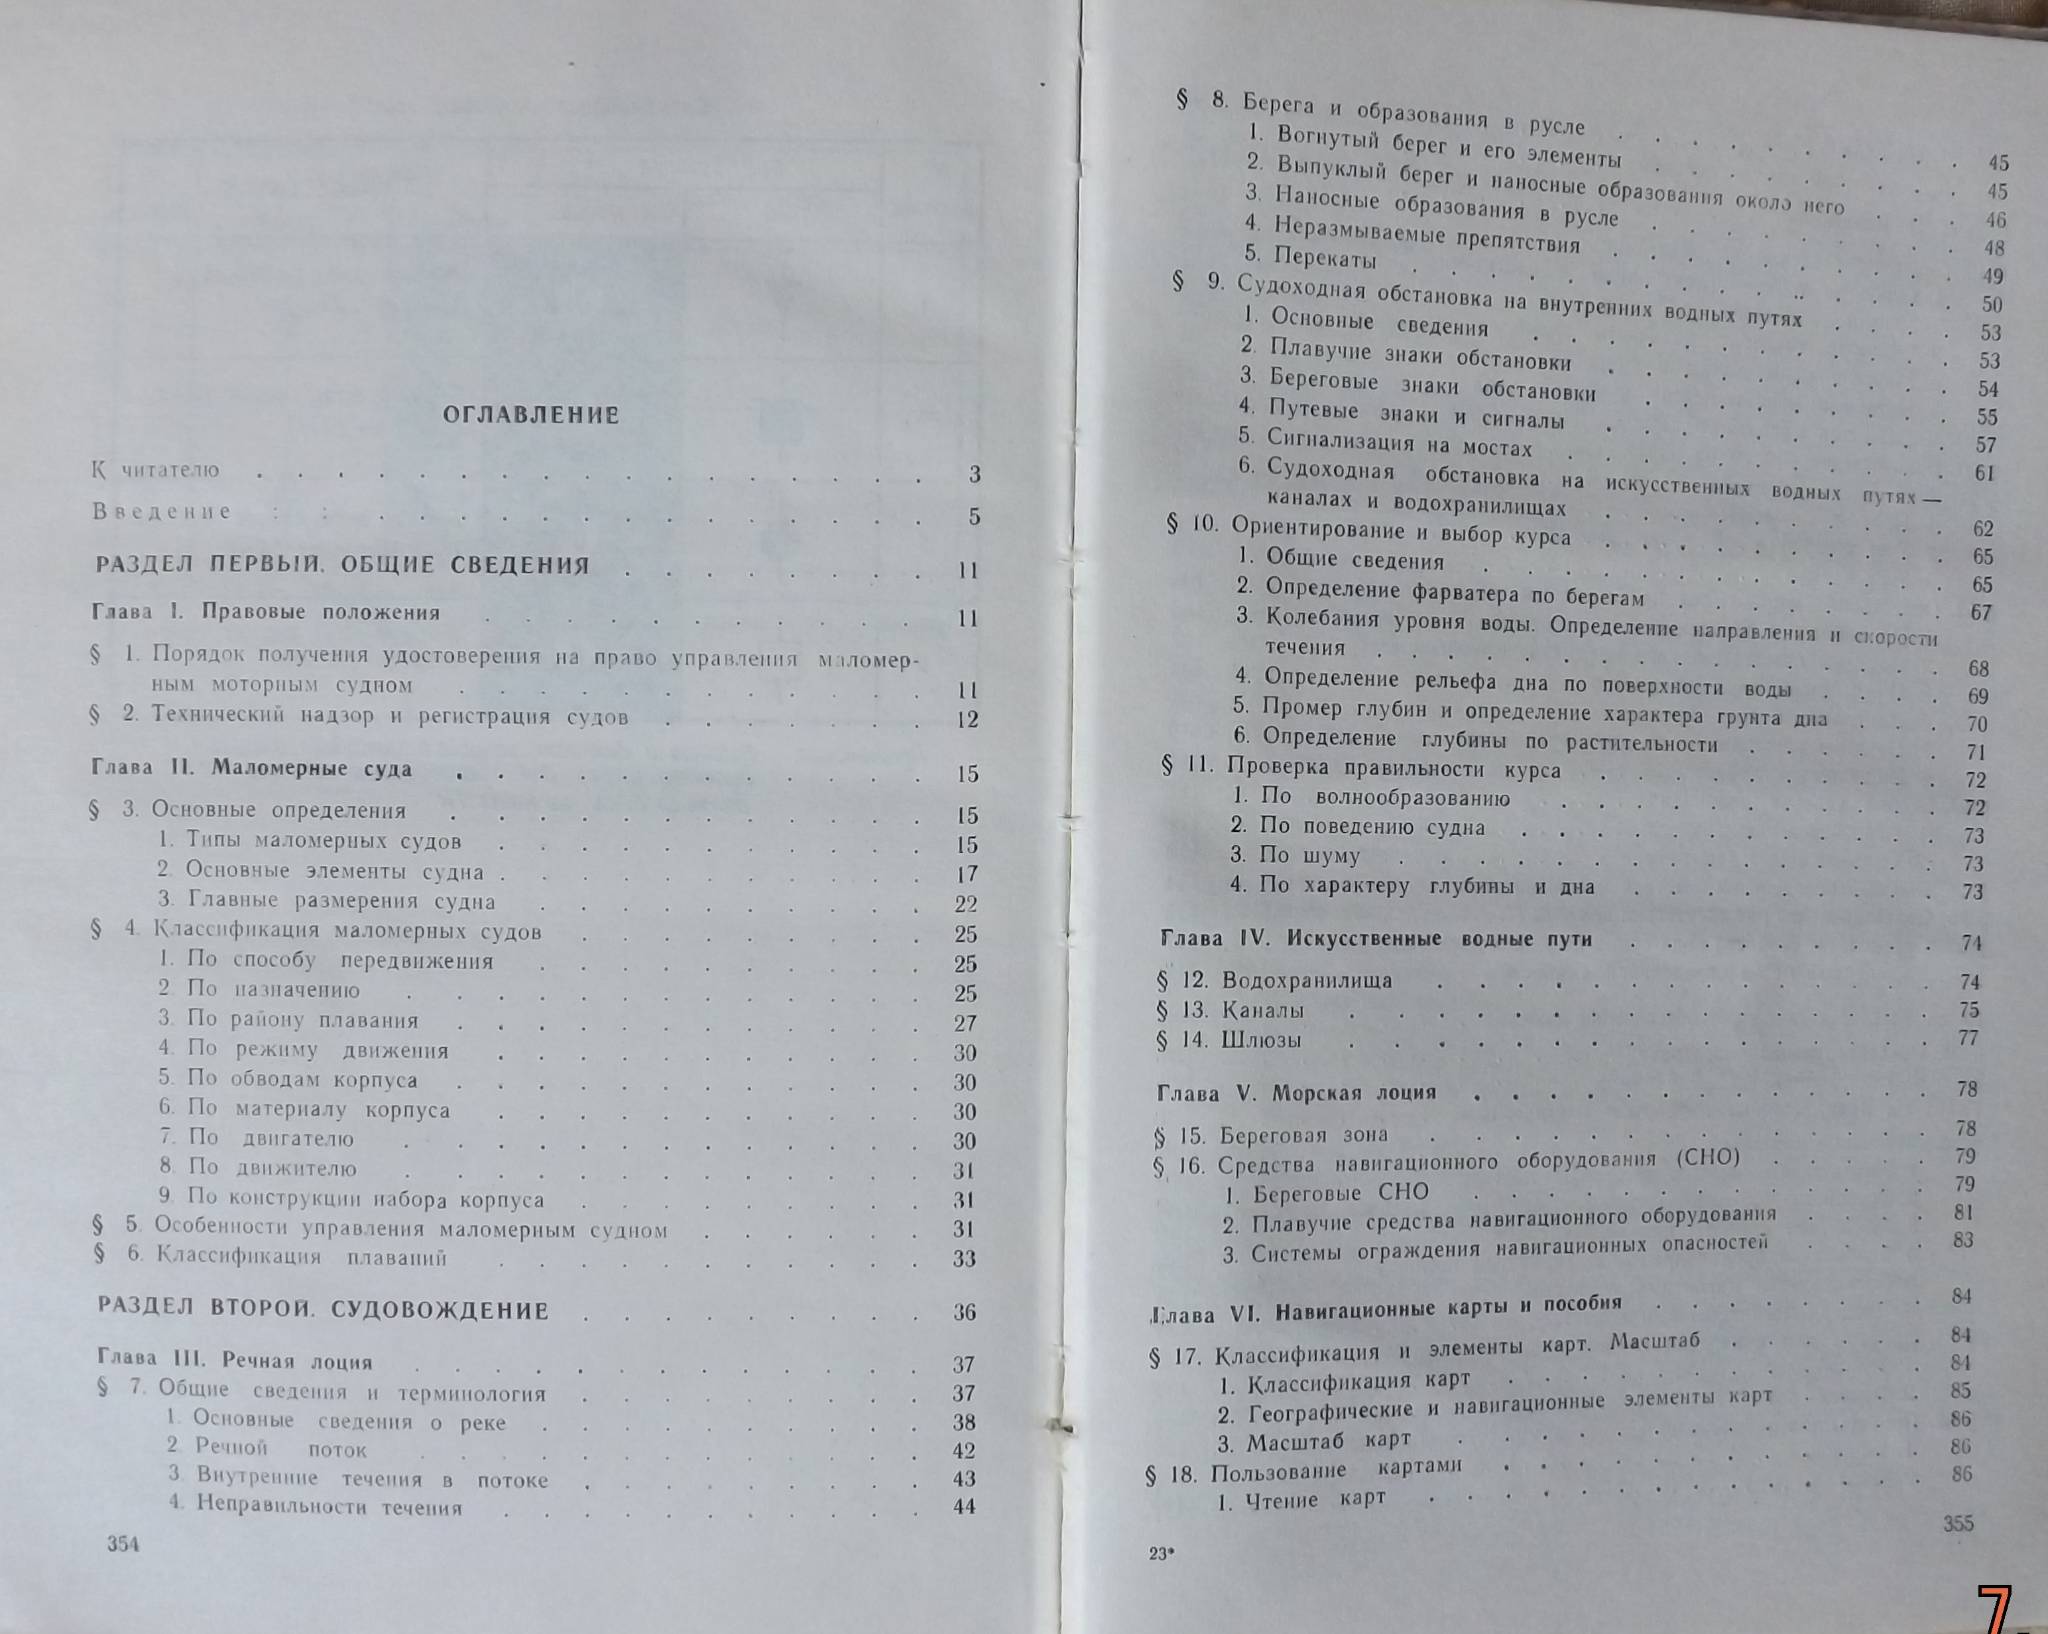 ОГЛАВЛЕНИЕ
К читателю . . . . . . . . . . . . . . . . . 3
Введение : : . . . . . . . . . . . . . . . 5
РАЗДЕЛ ПЕРВЫЙ. ОБЩИЕ СВЕДЕНИЯ . . . . . . . . 11
Глава I. Правовые положения . . . . . . . . . . . 11
§ 1. Порядок получения удостоверения на право управления маломер-
ным моторным судном . . . . . . . . . . . . 11
§ 2. Технический надзор и регистрация судов . . . . . . . 12
Глава II. Маломерные суда . . . . . . . . . . . . 15
§ 3. Основные определения . . . . . . . . . . . . 15
1. Типы маломерных судов . . . . . . . . . . . 15
2. Основные элементы судна . . . . . . . . . . . 17
3. Главные размерения судна . . . . . . . . . . 22
§ 4. Классификация маломерных судов . . . . . . . . . 25
1. По способу передвижения . . . . . . . . . . 25
2. По назначению . . . . . . . . . . . . . 25
3. По району плавания . . . . . . . . . . . . 27
4. По режиму движения . . . . . . . . . . . 30
5. По обводам корпуса . . . . . . . . . . . . 30
6. По материалу корпуса . . . . . . . . . . . 30
7. По двигателю . . . . . . . . . . . . . 30
8. По движителю . . . . . . . . . . . . . 31
9. По конструкции набора корпуса . . . . . . . . . 31
§ 5. Особенности управления маломерным судном . . . . . . 31
§ 6. Классификация плаваний . . . . . . . . . . . 33
РАЗДЕЛ ВТОРОЙ. СУДОВОЖДЕНИЕ . . . . . . . . . 36
Глава III. Речная лоция . . . . . . . . . . . . . 37
§ 7. Общие сведения и терминология . . . . . . . . . 37
1. Основные сведения о реке . . . . . . . . . . 38
2. Речной поток . . . . . . . . . . . . . 42
3. Внутренние течения в потоке . . . . . . . . . 43
4. Неправильности течения . . . . . . . . . . . 44
354
§ 8. Берега и образования в русле . . . . . . . . . . 45
1. Вогнутый берег и его элементы . . . . . . . . . 45
2. Выпуклый берег и наносные образования около него . . . 46
3. Наносные образования в русле . . . . . . . . . 48
4. Неразмываемые препятствия . . . . . . . . . . 49
5. Перекаты . . . . . . . . . . . . . . . 50
§ 9. Судоходная обстановка на внутренних водных путях . . . . 53
1. Основные сведения . . . . . . . . . . . . 53
2. Плавучие знаки обстановки . . . . . . . . . . 54
3. Береговые знаки обстановки . . . . . . . . . 55
4. Путевые знаки и сигналы . . . . . . . . . . 57
5. Сигнализация на мостах . . . . . . . . . . . 61
6. Судоходная обстановка на искусственных водных путях —
каналах и водохранилищах . . . . . . . . . . 62
§ 10. Ориентирование и выбор курса . . . . . . . . . . 65
1. Общие сведения . . . . . . . . . . . . . 65
2. Определение фарватера по берегам . . . . . . . . 67
3. Колебания уровня воды. Определение направления и скорости
течения . . . . . . . . . . . . . . . . 68
4. Определение рельефа дна по поверхности воды . . . . 69
5. Промер глубин и определение характера грунта дна . . . 70
6. Определение глубины по растительности . . . . . . 71
§ 11. Проверка правильности курса . . . . . . . . . . 72
1. По волнообразованию . . . . . . . . . . . 72
2. По поведению судна . . . . . . . . . . . . 73
3. По шуму . . . . . . . . . . . . . . . 73
4. По характеру глубины и дна . . . . . . . . . 73
Глава IV. Искусственные водные пути . . . . . . . . . 74
§ 12. Водохранилища . . . . . . . . . . . . . . 74
§ 13. Каналы . . . . . . . . . . . . . . . . 75
§ 14. Шлюзы . . . . . . . . . . . . . . . . 77
Глава V. Морская лоция . . . . . . . . . . . . . 78
§ 15. Береговая зона . . . . . . . . . . . . . . 78
§ 16. Средства навигационного оборудования (СНО) . . . . . 79
1. Береговые СНО . . . . . . . . . . . . . 79
2. Плавучие средства навигационного оборудования . . . . 81
3. Системы ограждения навигационных опасностей . . . . 83
Глава VI. Навигационные карты и пособия . . . . . . . . 84
§ 17. Классификация и элементы карт. Масштаб . . . . . . 84
1. Классификация карт . . . . . . . . . . . . 84
2. Географические и навигационные элементы карт . . . . 85
3. Масштаб карт . . . . . . . . . . . . . 86
§ 18. Пользование картами . . . . . . . . . . . . 86
1. Чтение карт . . . . . . . . . . . . . . 86
355
23*
7.